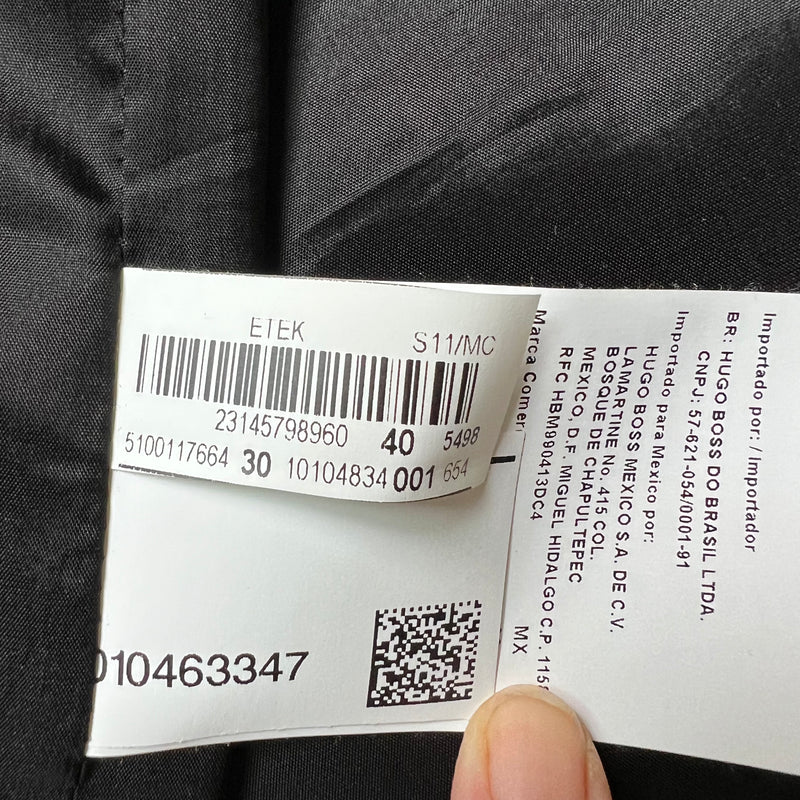 ETEK S11/MC
23145798960 40 5498
5100117664 30 10104834 001 654
010463347
Importado por: / Importador
BR: HUGO BOSS DO BRASIL LTDA.
CNPJ: 57-621-054/0001-91
Importado para Mexico por:
HUGO BOSS MEXICO S.A. DE C.V.
LAMARTINE No. 415 COL.
BOSQUE DE CHAPULTEPEC
MEXICO, D.F. MIGUEL HIDALGO C.P. 115
RFC HBM990413DC4
Marca Comer
MX